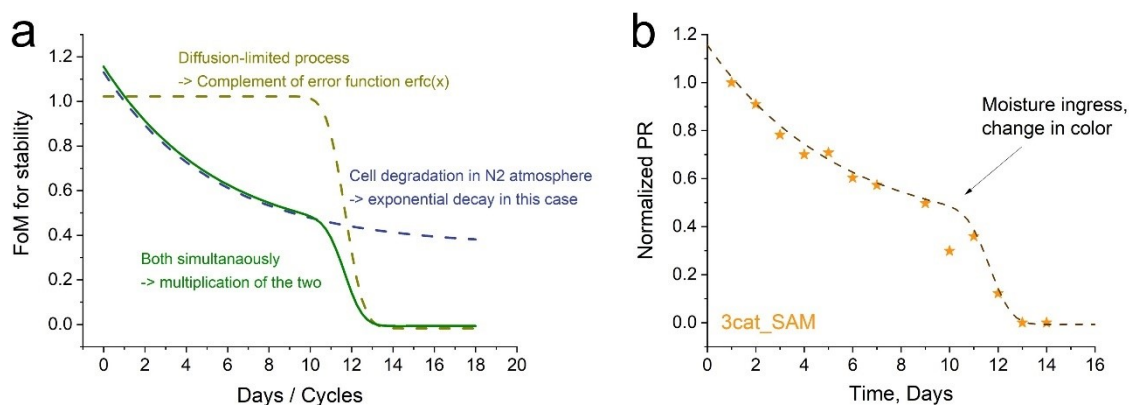 a
FoM for stability
1.2
1.0
0.8
0.6
0.4
0.2
0.0
Diffusion-limited process
-> Complement of error function erfc(x)
Cell degradation in N2 atmosphere
-> exponential decay in this case
Both simultanaously
-> multiplication of the two
0 2 4 6 8 10 12 14 16 18 20
Days / Cycles
b
Normalized PR
1.2
1.0
0.8
0.6
0.4
0.2
0.0
Moisture ingress,
change in color
3cat_SAM
0 2 4 6 8 10 12 14 16
Time, Days